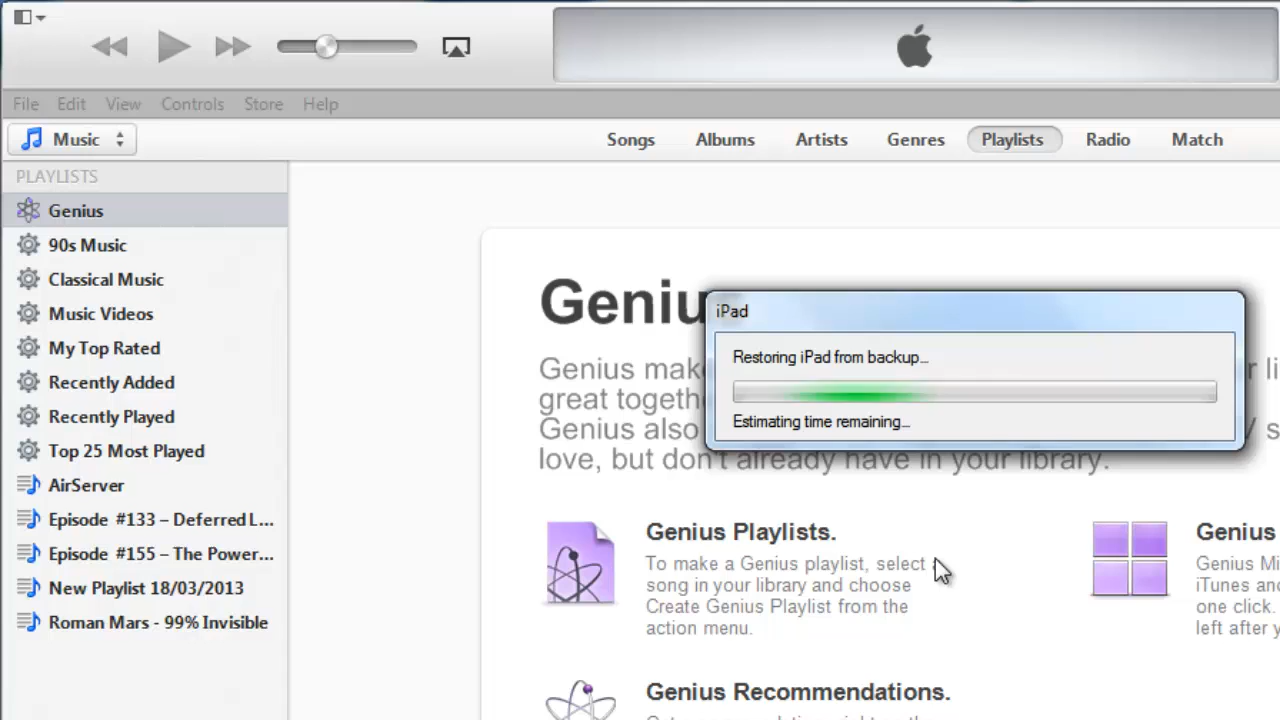 File Edit View Controls Store Help
Music Songs Albums Artists Genres Playlists Radio Match
PLAYLISTS
Genius
90s Music
Classical Music
Music Videos
My Top Rated
Recently Added
Recently Played
Top 25 Most Played
AirServer
Episode #133 – Deferred L...
Episode #155 – The Power...
New Playlist 18/03/2013
Roman Mars - 99% Invisible
Geniu
Genius mak
great togeth
Genius also
love, but don't already have in your library.
iPad
Restoring iPad from backup...
Estimating time remaining...
Genius Playlists.
To make a Genius playlist, select
song in your library and choose
Create Genius Playlist from the
action menu.
Genius
Genius Mi
iTunes and
one click.
left after y
Genius Recommendations.